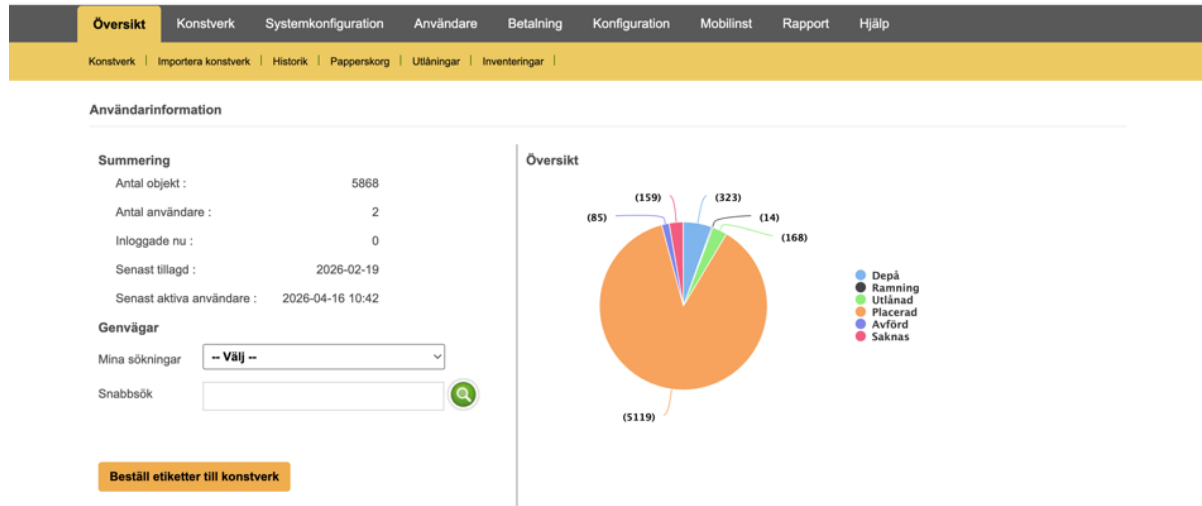 Översikt Konstverk Systemkonfiguration Användare Betalning Konfiguration Mobilinst Rapport Hjälp
Konstverk | Importera konstverk | Historik | Papperskorg | Utlåningar | Inventeringar |
Användarinformation
Summering
Antal objekt : 5868
Antal användare : 2
Inloggade nu : 0
Senast tillagd : 2026-02-19
Senast aktiva användare : 2026-04-16 10:42
Genvägar
Mina sökningar -- Välj --
Snabbsök
Beställ etiketter till konstverk
Översikt
(159) (323)
(85) (14)
(168)
(5119)
Depå
Ramning
Utlånad
Placerad
Avförd
Saknas